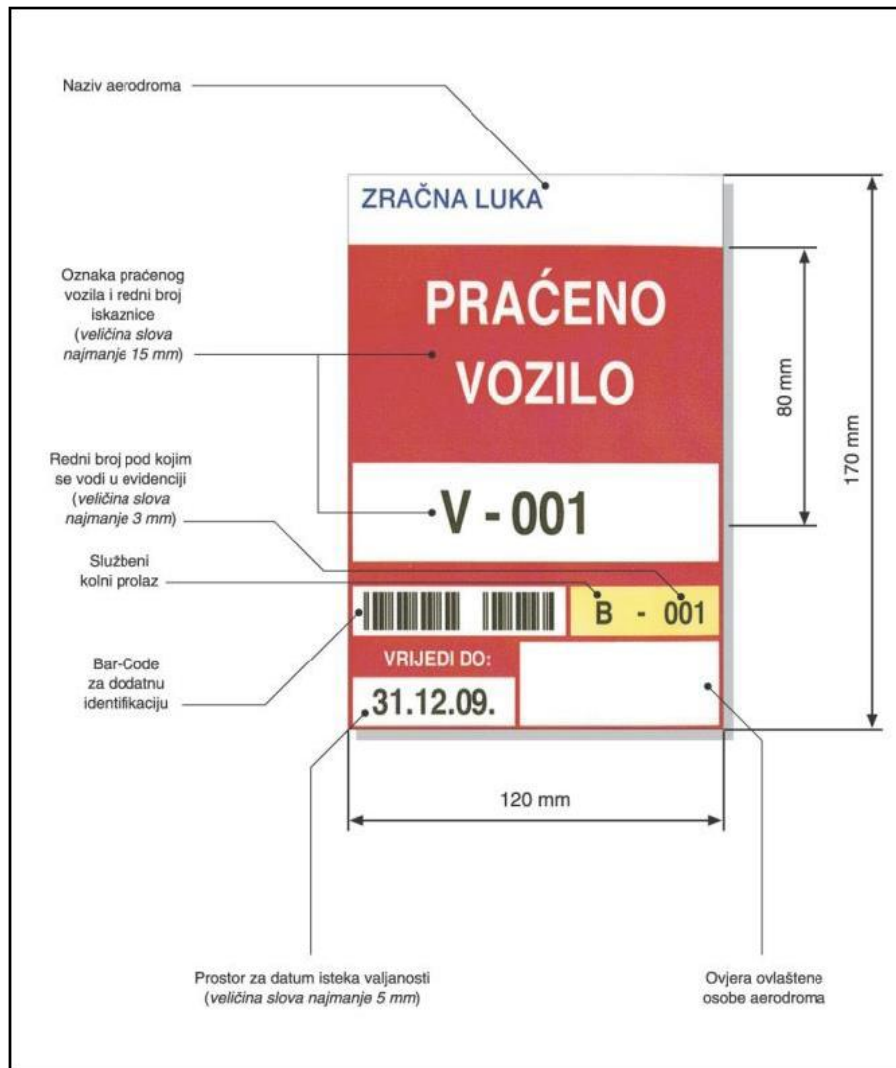 Naziv aerodroma
ZRAČNA LUKA
Oznaka praćenog
vozila i redni broj
iskaznice
(veličina slova
najmanje 15 mm)
PRAĆENO
VOZILO
80 mm
170 mm
Redni broj pod kojim
se vodi u evidenciji
(veličina slova
najmanje 3 mm)
V - 001
Službeni
kolni prolaz
B - 001
Bar-Code
za dodatnu
identifikaciju
VRIJEDI DO:
31.12.09.
120 mm
Prostor za datum isteka valjanosti
(veličina slova najmanje 5 mm)
Ovjera ovlaštene
osobe aerodroma